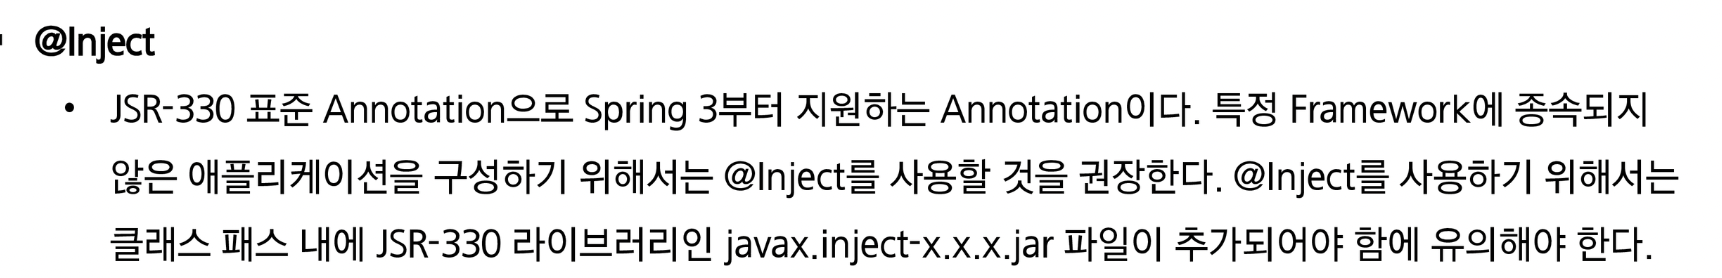 @Inject
• JSR-330 표준 Annotation으로 Spring 3부터 지원하는 Annotation이다. 특정 Framework에 종속되지
않은 애플리케이션을 구성하기 위해서는 @Inject를 사용할 것을 권장한다. @Inject를 사용하기 위해서는
클래스 패스 내에 JSR-330 라이브러리인 javax.inject-x.x.x.jar 파일이 추가되어야 함에 유의해야 한다.